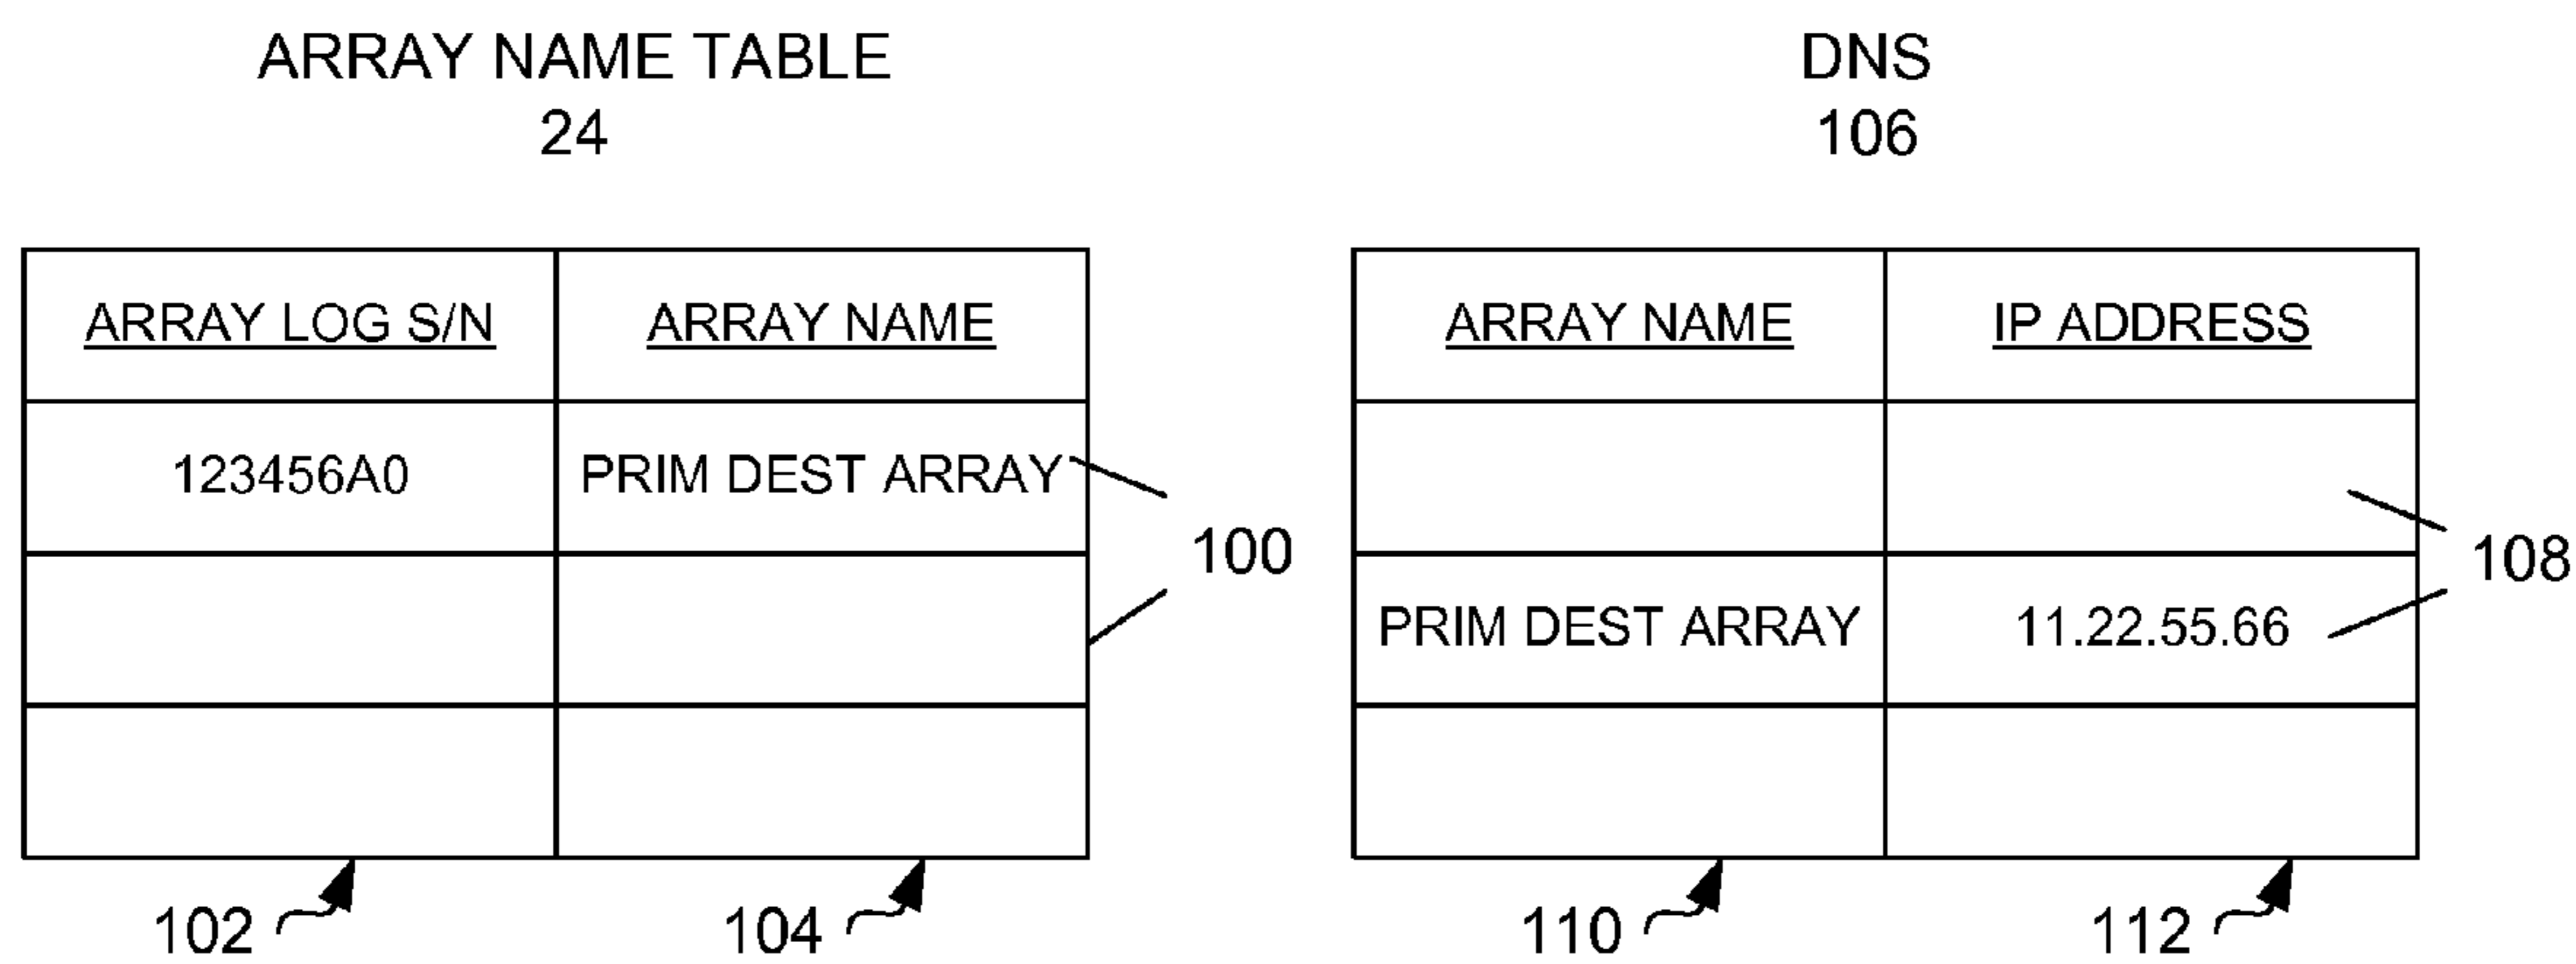 ARRAY NAME TABLE
24
ARRAY LOG S/N ARRAY NAME
123456A0 PRIM DEST ARRAY
100
102 104
DNS
106
ARRAY NAME IP ADDRESS
PRIM DEST ARRAY 11.22.55.66
108
110 112